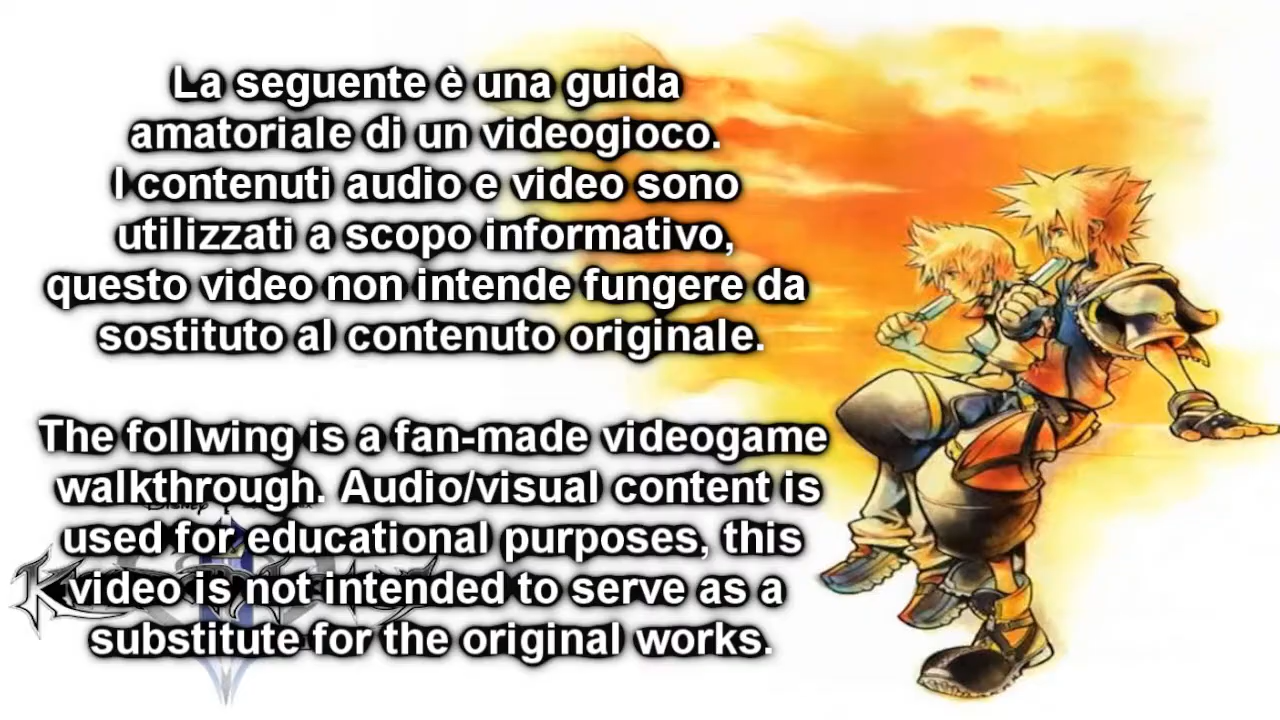 La seguente è una guida
amatoriale di un videogioco.
I contenuti audio e video sono
utilizzati a scopo informativo,
questo video non intende fungere da
sostituto al contenuto originale.
The follwing is a fan-made videogame
walkthrough. Audio/visual content is
used for educational purposes, this
video is not intended to serve as a
substitute for the original works.